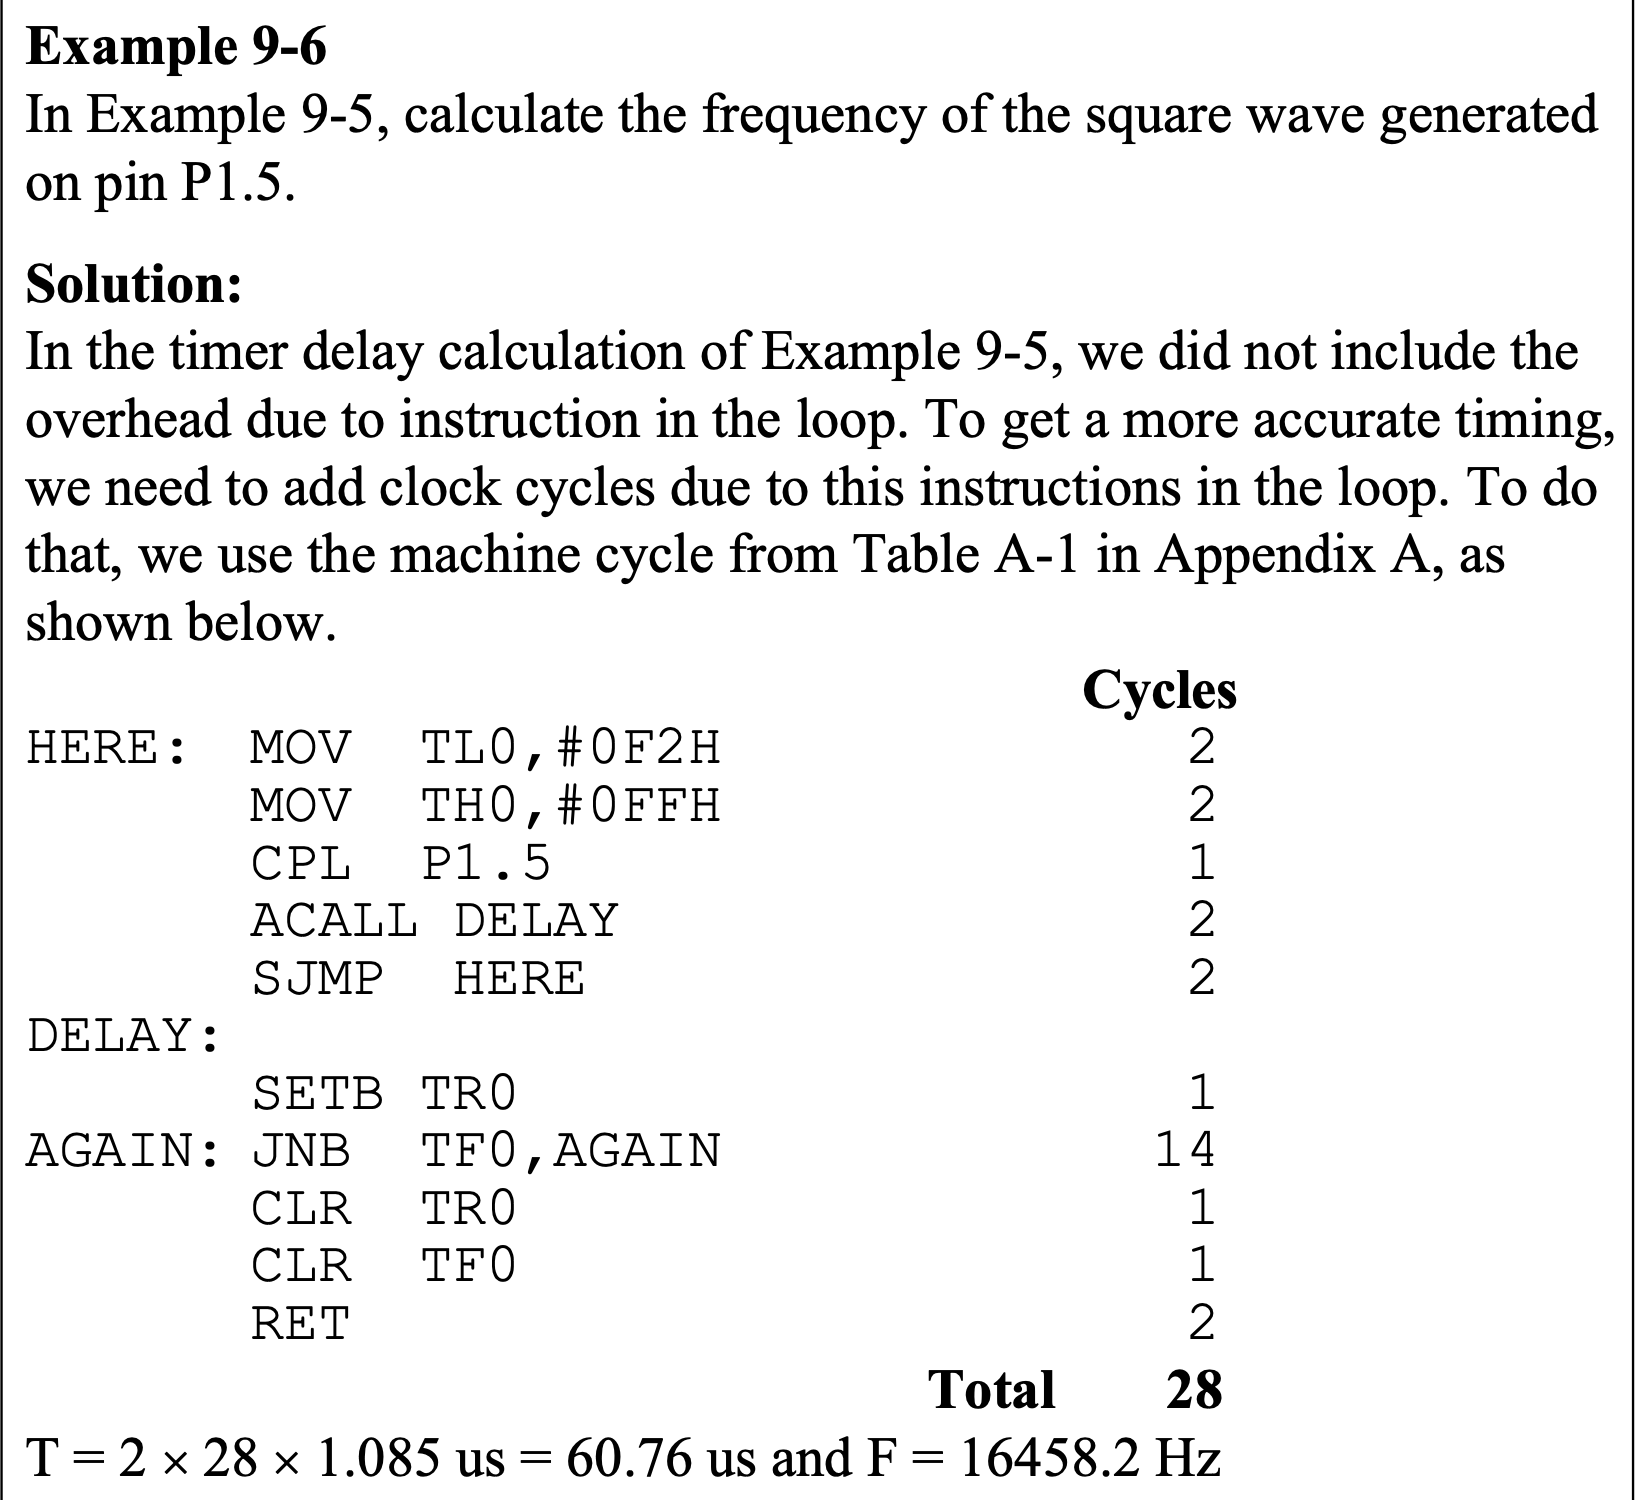 Example 9-6
In Example 9-5, calculate the frequency of the square wave generated
on pin P1.5.
Solution:
In the timer delay calculation of Example 9-5, we did not include the
overhead due to instruction in the loop. To get a more accurate timing,
we need to add clock cycles due to this instructions in the loop. To do
that, we use the machine cycle from Table A-1 in Appendix A, as
shown below.
Cycles
HERE: MOV TL0,#0F2H 2
MOV TH0,#0FFH 2
CPL P1.5 1
ACALL DELAY 2
SJMP HERE 2
DELAY:
SETB TR0 1
AGAIN: JNB TF0,AGAIN 14
CLR TR0 1
CLR TF0 1
RET 2
Total 28
T = 2 × 28 × 1.085 us = 60.76 us and F = 16458.2 Hz